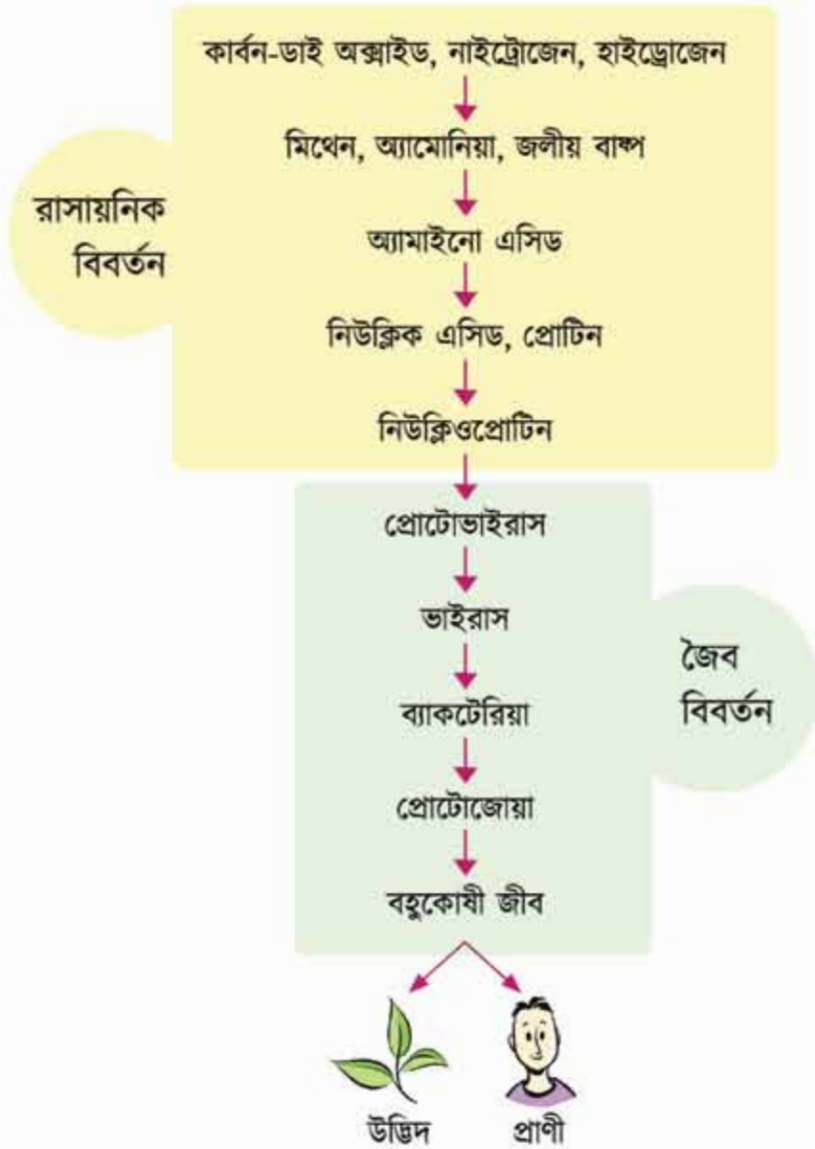 কার্বন-ডাই অক্সাইড, নাইট্রোজেন, হাইড্রোজেন
মিথেন, অ্যামোনিয়া, জলীয় বাষ্প
রাসায়নিক
বিবর্তন
অ্যামাইনো এসিড
নিউক্লিক এসিড, প্রোটিন
নিউক্লিওপ্রোটিন
প্রোটোভাইরাস
ভাইরাস
জৈব
বিবর্তন
ব্যাকটেরিয়া
প্রোটোজোয়া
বহুকোষী জীব
উদ্ভিদ
প্রাণী